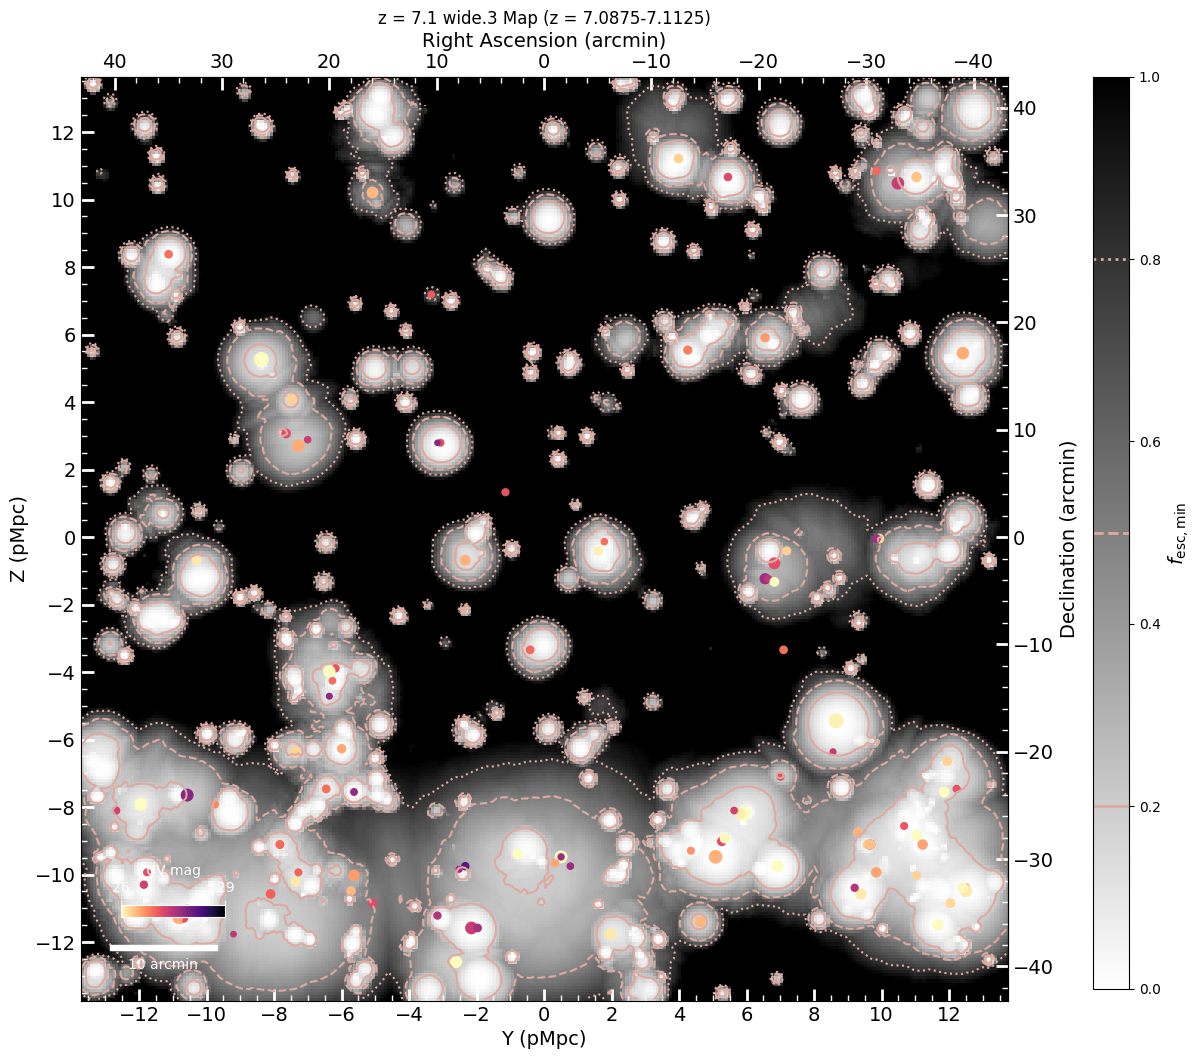 z = 7.1 wide.3 Map (z = 7.0875-7.1125)
Right Ascension (arcmin)
40 30 20 10 0 −10 −20 −30 −40
12
10
8
6
4
2
0
−2
−4
−6
−8
−10
−12
Z (pMpc)
40
30
20
10
0
−10
−20
−30
−40
Declination (arcmin)
1.0
0.8
0.6
0.4
0.2
0.0
fesc,min
UV mag
10 arcmin
−12 −10 −8 −6 −4 −2 0 2 4 6 8 10 12
Y (pMpc)